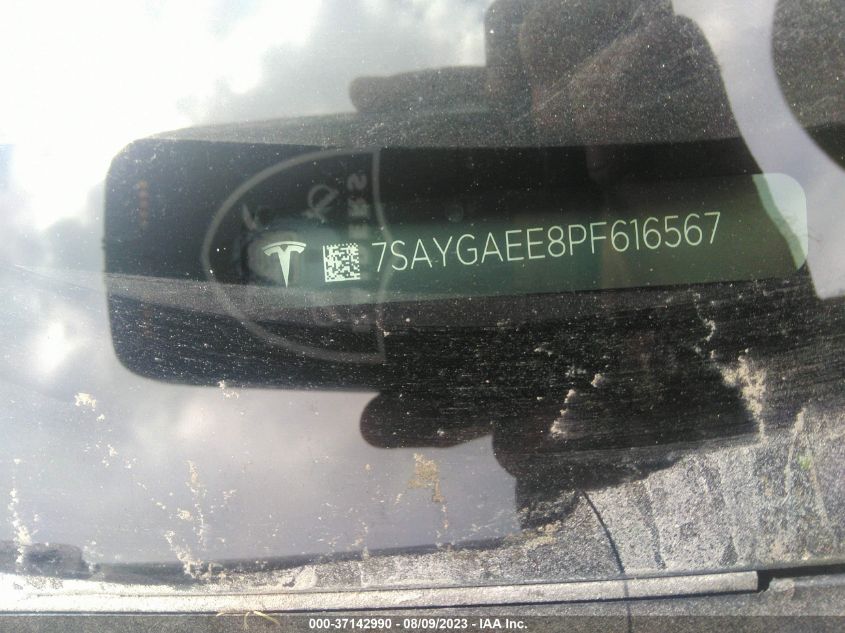 7SAYGAEE8PF616567
000-37142990 - 08/09/2023 - IAA Inc.